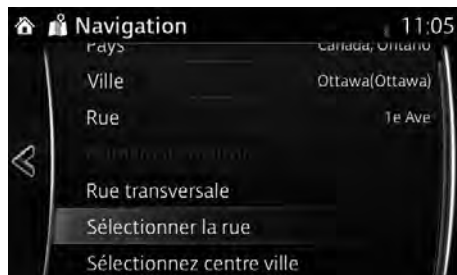 Navigation 11:05
Pays Canada, Ontario
Ville Ottawa(Ottawa)
Rue 1e Ave
Rue transversale
Sélectionner la rue
Sélectionnez centre ville